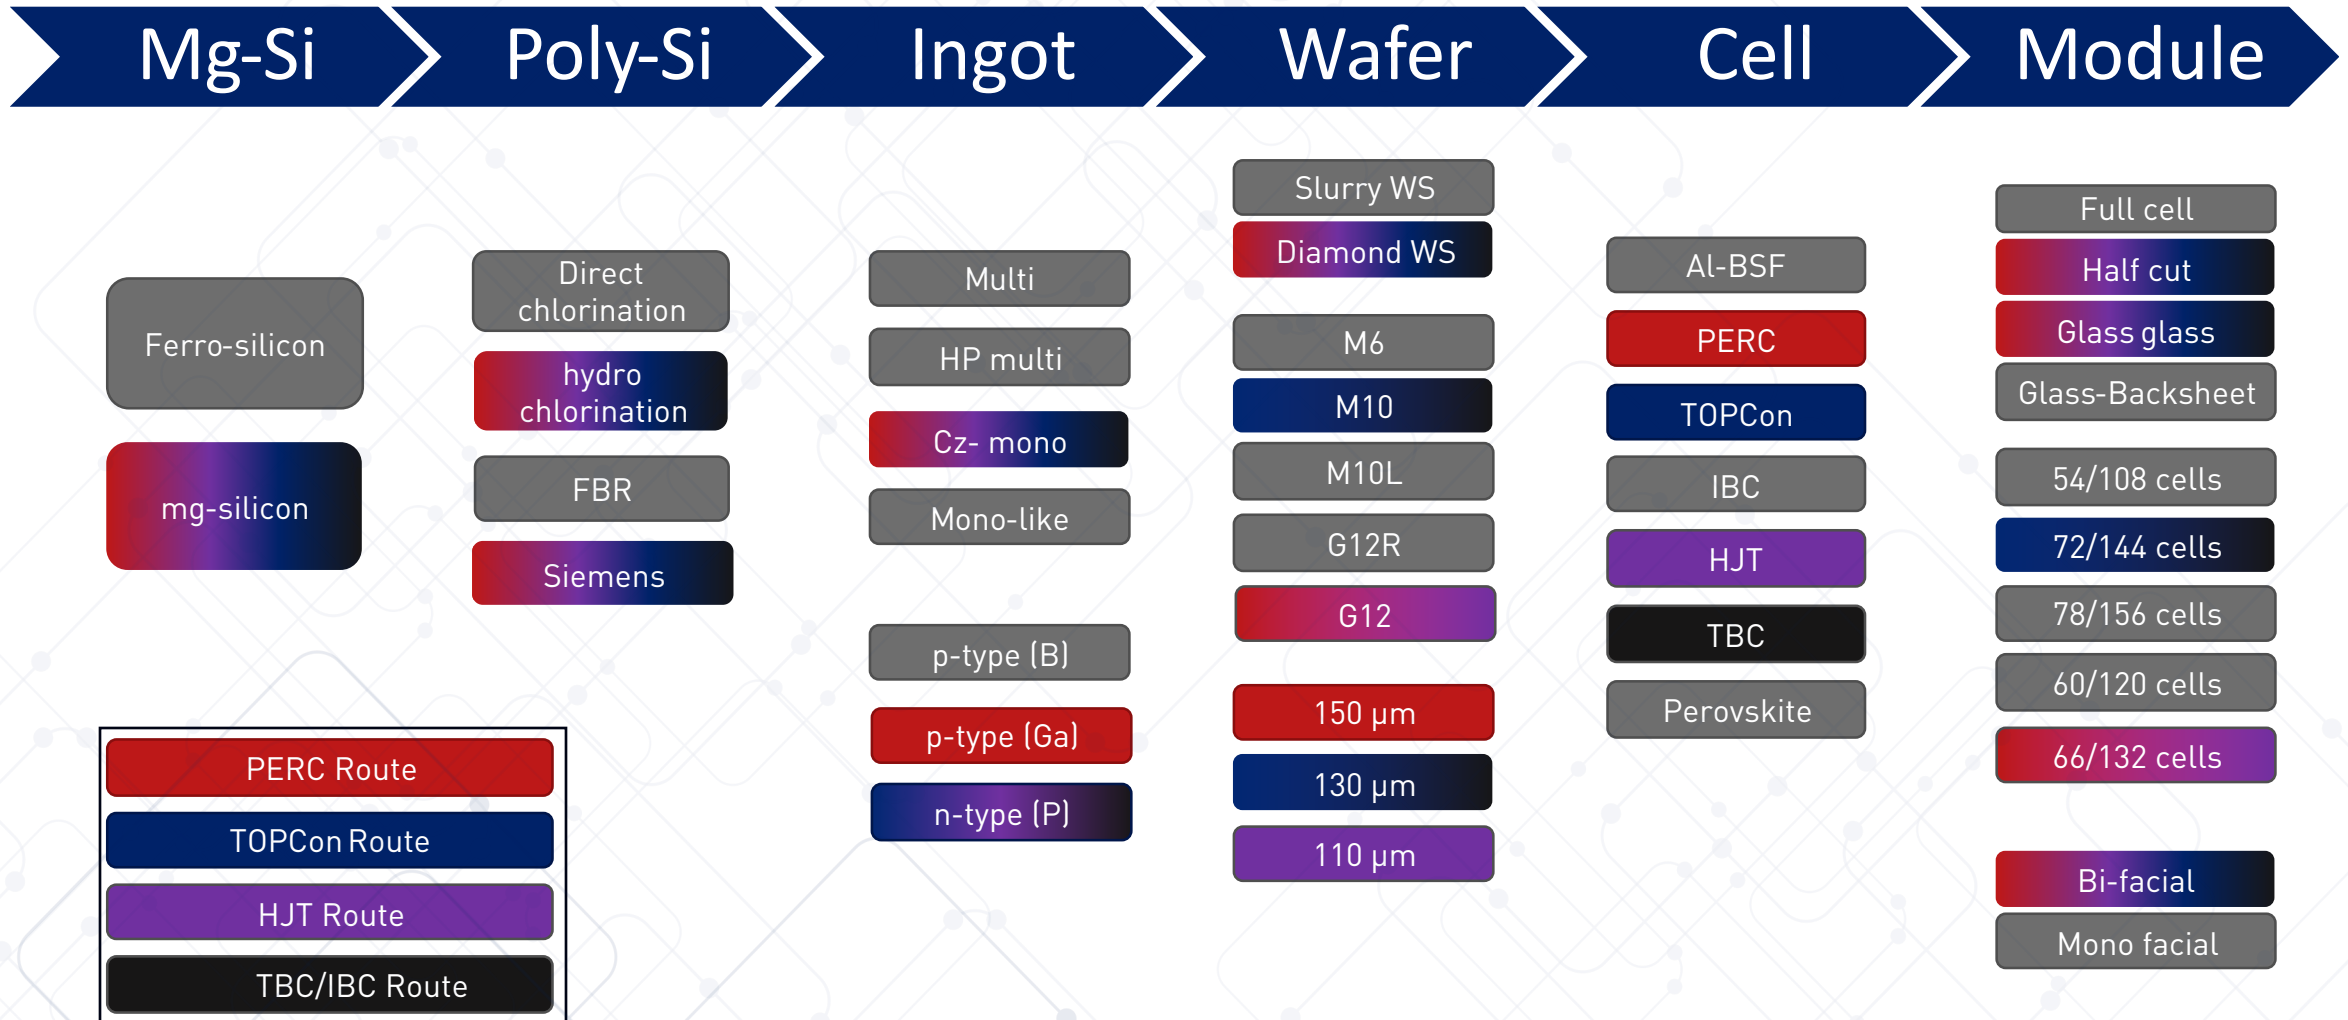 Mg-Si
Poly-Si
Ingot
Wafer
Cell
Module
Ferro-silicon
mg-silicon
Direct
chlorination
hydro
chlorination
FBR
Siemens
Multi
HP multi
Cz- mono
Mono-like
p-type (B)
p-type (Ga)
n-type (P)
Slurry WS
Diamond WS
M6
M10
M10L
G12R
G12
150 µm
130 µm
110 µm
Al-BSF
PERC
TOPCon
IBC
HJT
TBC
Perovskite
Full cell
Half cut
Glass glass
Glass-Backsheet
54/108 cells
72/144 cells
78/156 cells
60/120 cells
66/132 cells
Bi-facial
Mono facial
PERC Route
TOPCon Route
HJT Route
TBC/IBC Route